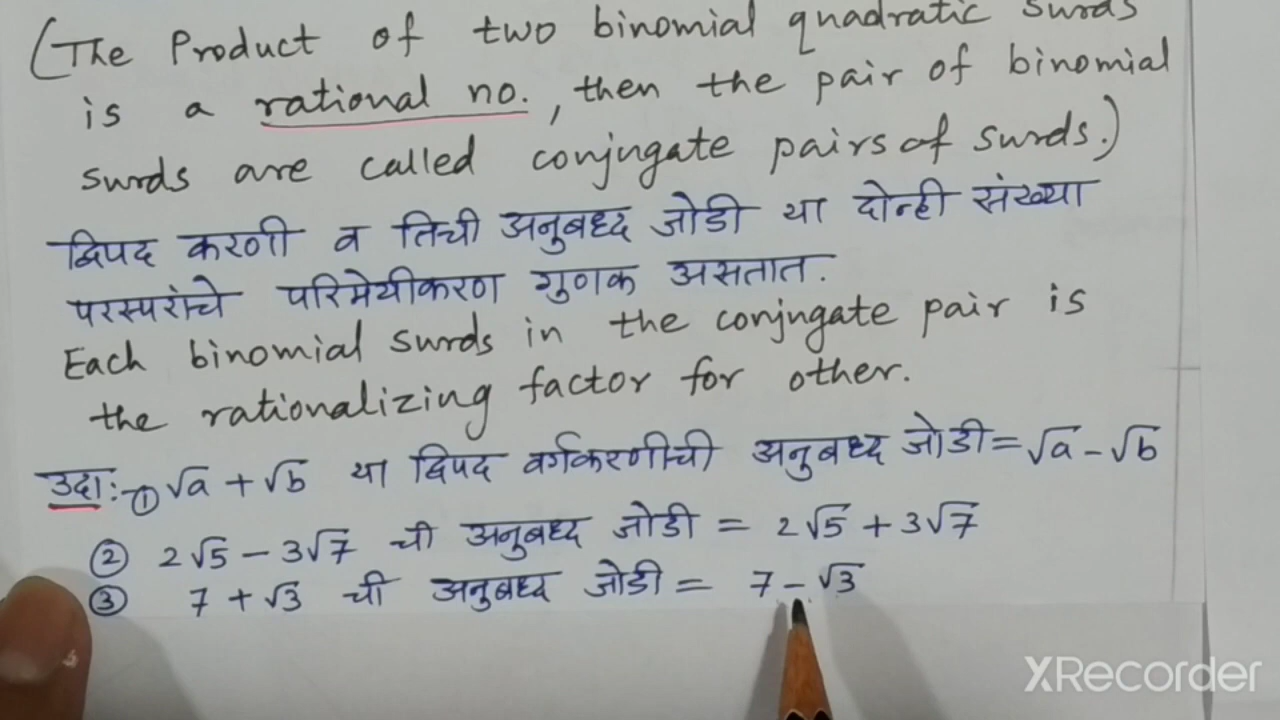 (The Product of two binomial quadratic surds
is a rational no., then the pair of binomial
surds are called conjugate pairs of surds.)
द्विपद करणी व तिची अनुबध्द जोडी या दोन्ही संख्या
परस्परांचे परिमेयीकरण गुणक असतात.
Each binomial surds in the conjugate pair is
the rationalizing factor for other.
उदा:- ① √a + √b या द्विपद वर्गकरणीची अनुबध्द जोडी = √a - √b
② 2√5 - 3√7 ची अनुबध्द जोडी = 2√5 + 3√7
③ 7 + √3 ची अनुबध्द जोडी = 7 - √3
XRecorder